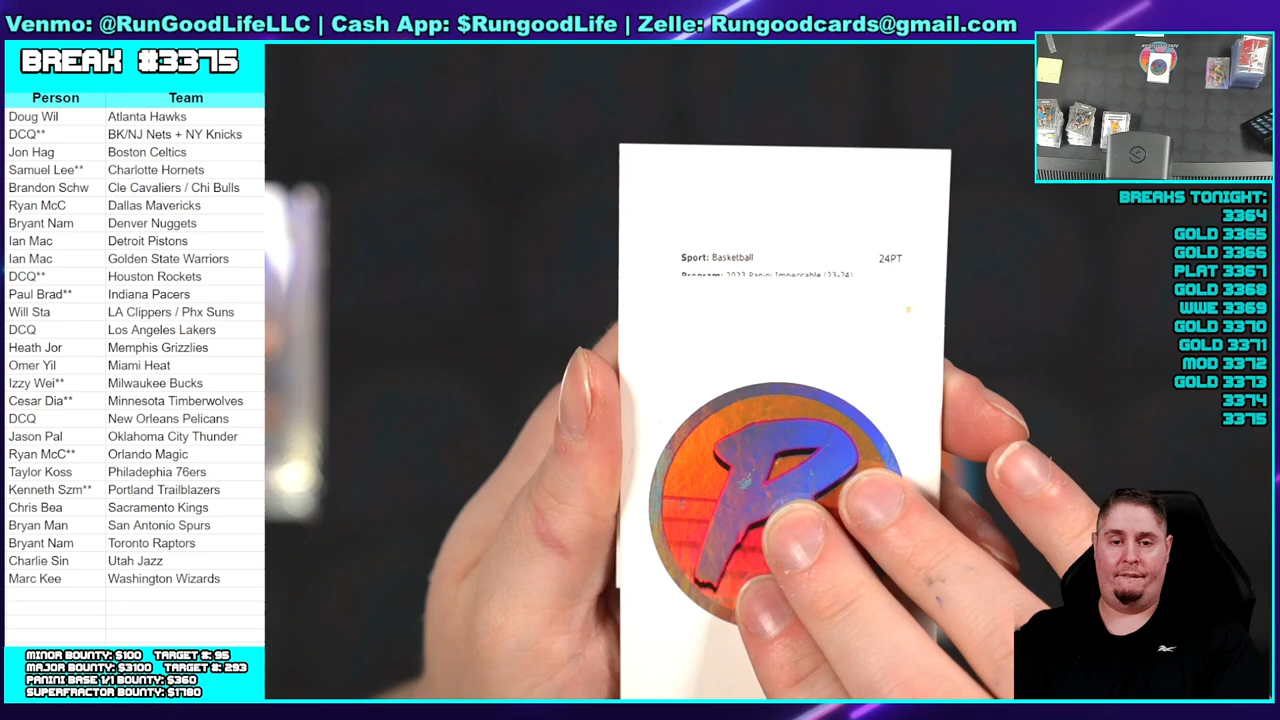 Venmo: @RunGoodLifeLLC | Cash App: $RungoodLife | Zelle: Rungoodcards@gmail.com
BREAK #3375
Person Team
Doug Wil Atlanta Hawks
DCQ** BK/NJ Nets + NY Knicks
Jon Hag Boston Celtics
Samuel Lee** Charlotte Hornets
Brandon Schw Cle Cavaliers / Chi Bulls
Ryan McC Dallas Mavericks
Bryant Nam Denver Nuggets
Ian Mac Detroit Pistons
Ian Mac Golden State Warriors
DCQ** Houston Rockets
Paul Brad** Indiana Pacers
Will Sta LA Clippers / Phx Suns
DCQ Los Angeles Lakers
Heath Jor Memphis Grizzlies
Omer Yil Miami Heat
Izzy Wei** Milwaukee Bucks
Cesar Dia** Minnesota Timberwolves
DCQ New Orleans Pelicans
Jason Pal Oklahoma City Thunder
Ryan McC** Orlando Magic
Taylor Koss Philadephia 76ers
Kenneth Szm** Portland Trailblazers
Chris Bea Sacramento Kings
Bryan Man San Antonio Spurs
Bryant Nam Toronto Raptors
Charlie Sin Utah Jazz
Marc Kee Washington Wizards
MINOR BOUNTY: $100 TARGET #: 95
MAJOR BOUNTY: $3100 TARGET #: 293
PANINI BASE 1/1 BOUNTY: $360
SUPERFRACTOR BOUNTY: $1780
Sport: Basketball 24PT
Program: 2023 Panini Impeccable (23-24)
P
BREAKS TONIGHT:
3364
GOLD 3365
GOLD 3366
PLAT 3367
GOLD 3368
WWE 3369
GOLD 3370
GOLD 3371
MOD 3372
GOLD 3373
3374
3375